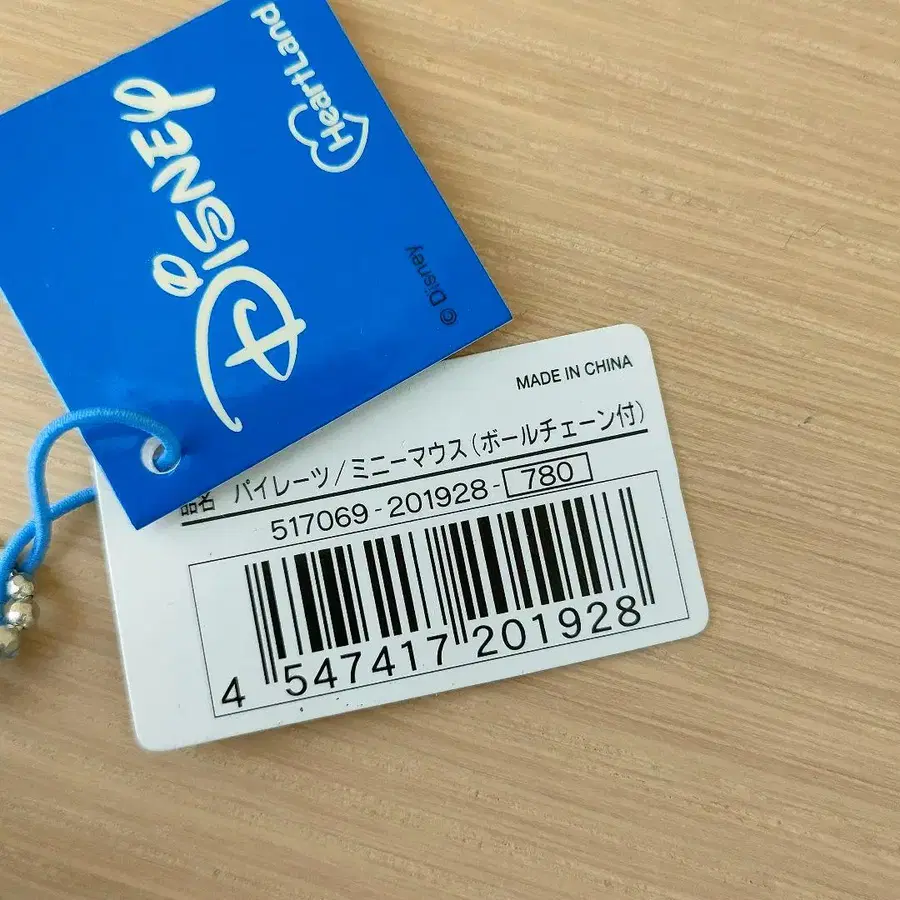 HeartLand
HeartLand
Disney
© Disney
MADE IN CHINA
品名 パイレーツ/ミニーマウス(ボールチェーン付)
517069-201928-780
4 547417 201928